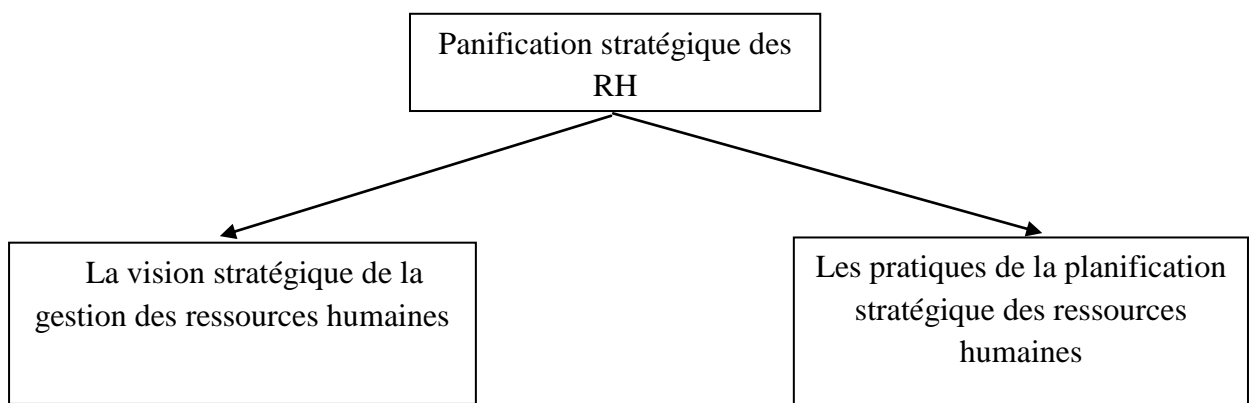 Panification stratégique des
RH
La vision stratégique de la
gestion des ressources humaines
Les pratiques de la planification
stratégique des ressources
humaines